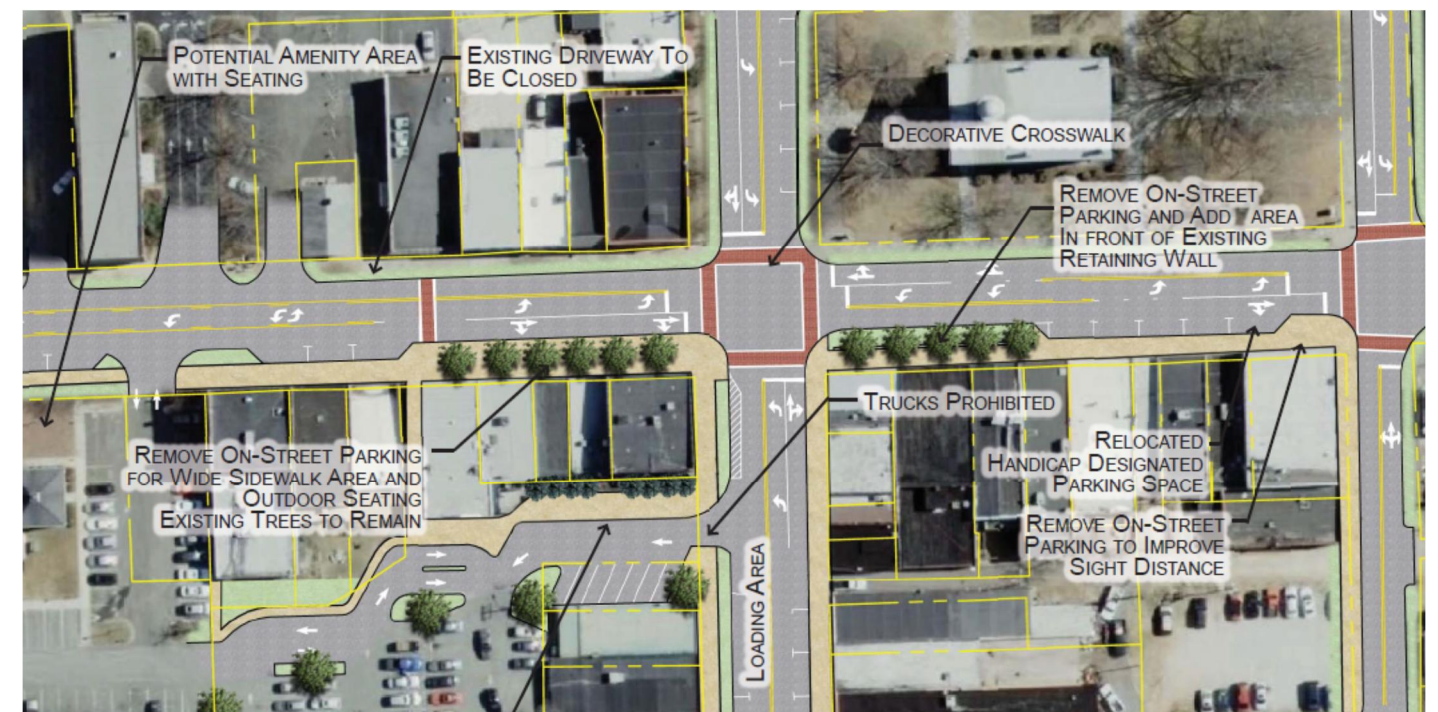 POTENTIAL AMENITY AREA
WITH SEATING
EXISTING DRIVEWAY TO
BE CLOSED
DECORATIVE CROSSWALK
REMOVE ON-STREET
PARKING AND ADD AREA
IN FRONT OF EXISTING
RETAINING WALL
TRUCKS PROHIBITED
REMOVE ON-STREET PARKING
FOR WIDE SIDEWALK AREA AND
OUTDOOR SEATING
EXISTING TREES TO REMAIN
RELOCATED
HANDICAP DESIGNATED
PARKING SPACE
REMOVE ON-STREET
PARKING TO IMPROVE
SIGHT DISTANCE
LOADING AREA